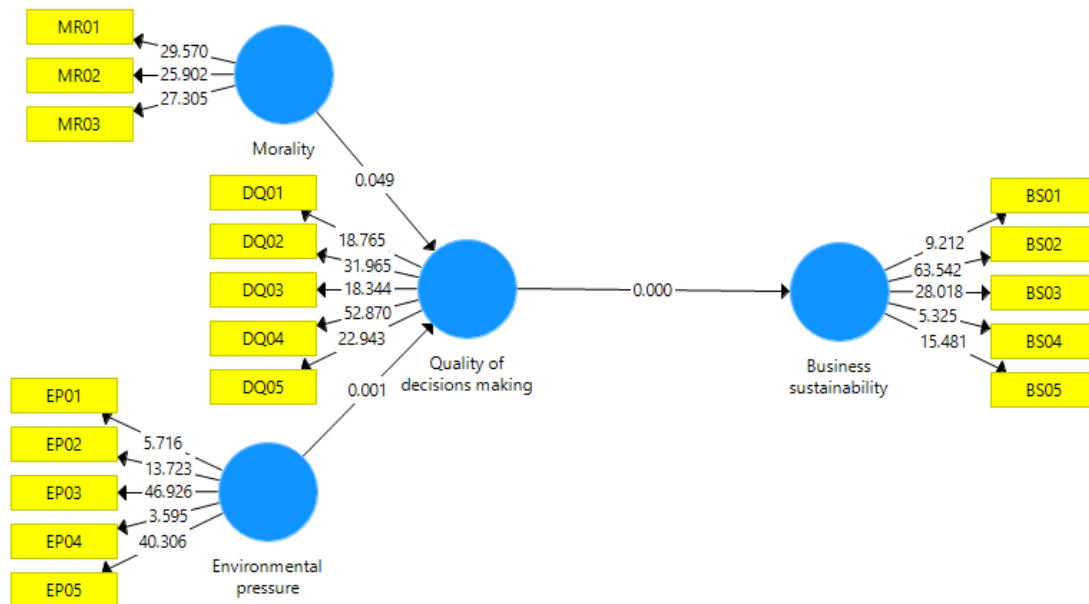 MR01
29.570
MR02
25.902
MR03
27.305
Morality
0.049
DQ01
18.765
DQ02
31.965
DQ03
18.344
DQ04
52.870
DQ05
22.943
Quality of
decisions making
0.000
BS01
9.212
BS02
63.542
BS03
28.018
BS04
5.325
BS05
15.481
Business
sustainability
0.001
EP01
5.716
EP02
13.723
EP03
46.926
EP04
3.595
EP05
40.306
Environmental
pressure